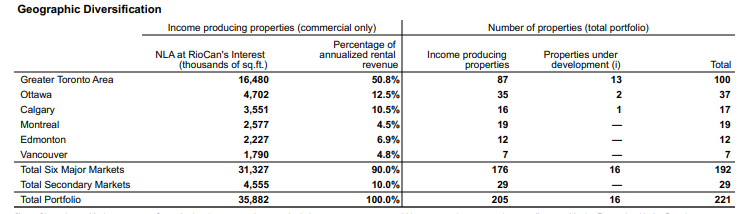 Geographic Diversification
Income producing properties (commercial only) Number of properties (total portfolio)
NLA at RioCan's Interest (thousands of sq.ft.) Percentage of annualized rental revenue Income producing properties Properties under development (i) Total
Greater Toronto Area 16,480 50.8% 87 13 100
Ottawa 4,702 12.5% 35 2 37
Calgary 3,551 10.5% 16 1 17
Montreal 2,577 4.5% 19 — 19
Edmonton 2,227 6.9% 12 — 12
Vancouver 1,790 4.8% 7 — 7
Total Six Major Markets 31,327 90.0% 176 16 192
Total Secondary Markets 4,555 10.0% 29 — 29
Total Portfolio 35,882 100.0% 205 16 221